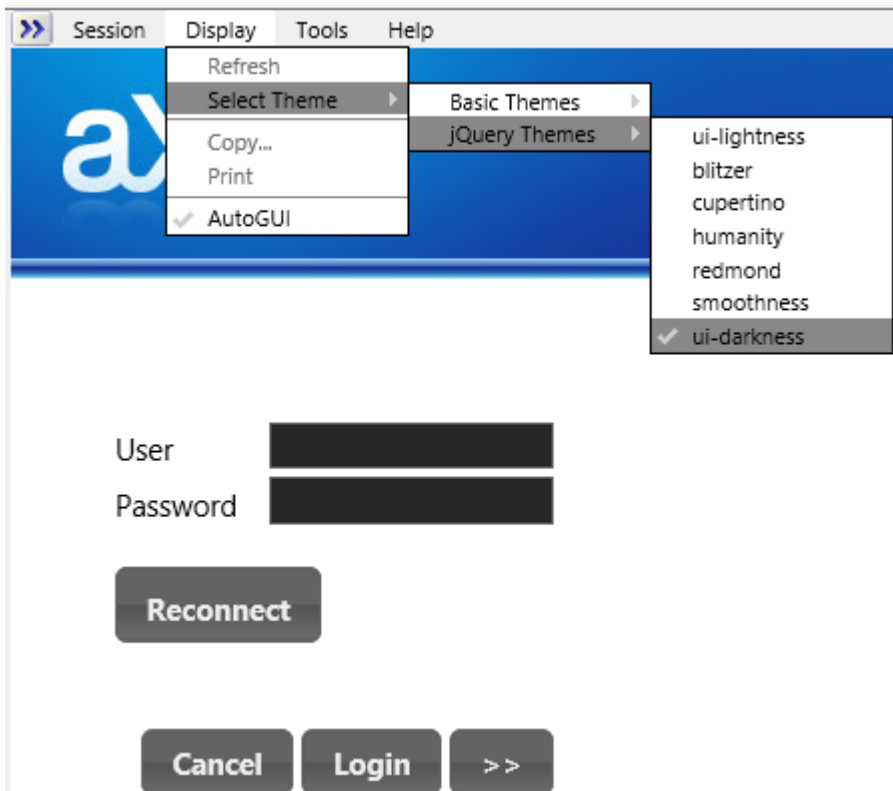 Session Display Tools Help
Refresh
Select Theme
Basic Themes
jQuery Themes
ui-lightness
blitzer
cupertino
humanity
redmond
smoothness
ui-darkness
Copy...
Print
AutoGUI
User
Password
Reconnect
Cancel Login >>